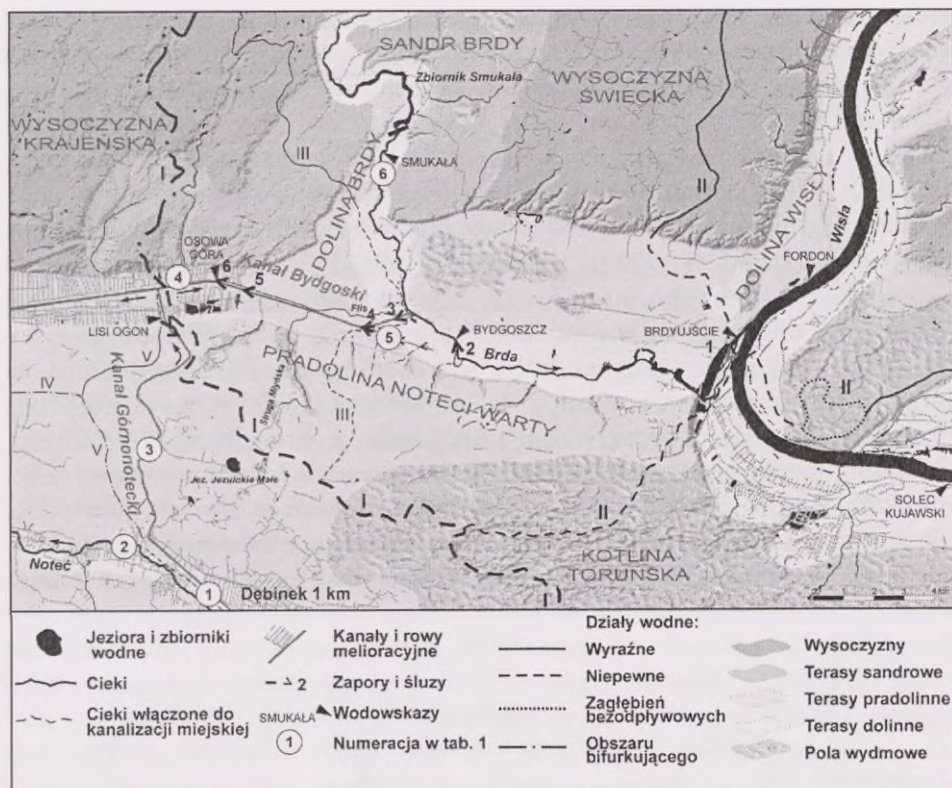 SANDR BRDY
Zbiornik Smukała
WYSOCZYZNA
ŚWIECKA
WYSOCZYZNA
KRAJEŃSKA
I
III
II
DOLINA BRDY
SMUKAŁA
6
DOLINA WISŁY
Wisła
FORDON
OSOWA
GÓRA
6
4
Kanał Bydgoski
5
LISI OGON
Flis
3
5
BYDGOSZCZ
2
Brda
BRDYUJŚCIE
1
II
PRADOLINA NOTECI-WARTY
Kanał Górnonotecki
V
IV
V
Struga Młyńska
III
3
Jez. Jezuickie Małe
I
II
SOLEC
KUJAWSKI
KOTLINA
TORUŃSKA
I
2
Noteć
1
Dębinek 1 km
Jeziora i zbiorniki
wodne
Cieki
Cieki włączone do
kanalizacji miejskiej
Kanały i rowy
melioracyjne
2 Zapory i śluzy
SMUKAŁA Wodowskazy
1 Numeracja w tab. 1
Działy wodne:
Wyraźne
Niepewne
Zagłębień
bezodpływowych
Obszaru
bifurkującego
Wysoczyzny
Terasy sandrowe
Terasy pradolinne
Terasy dolinne
Pola wydmowe